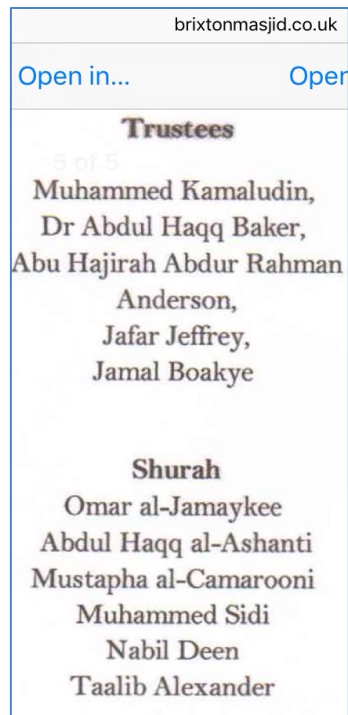 brixtonmasjid.co.uk
Open in...
Open
Trustees
5 of 5
Muhammed Kamaludin,
Dr Abdul Haqq Baker,
Abu Hajirah Abdur Rahman
Anderson,
Jafar Jeffrey,
Jamal Boakye
Shurah
Omar al-Jamaykee
Abdul Haqq al-Ashanti
Mustapha al-Camarooni
Muhammed Sidi
Nabil Deen
Taalib Alexander